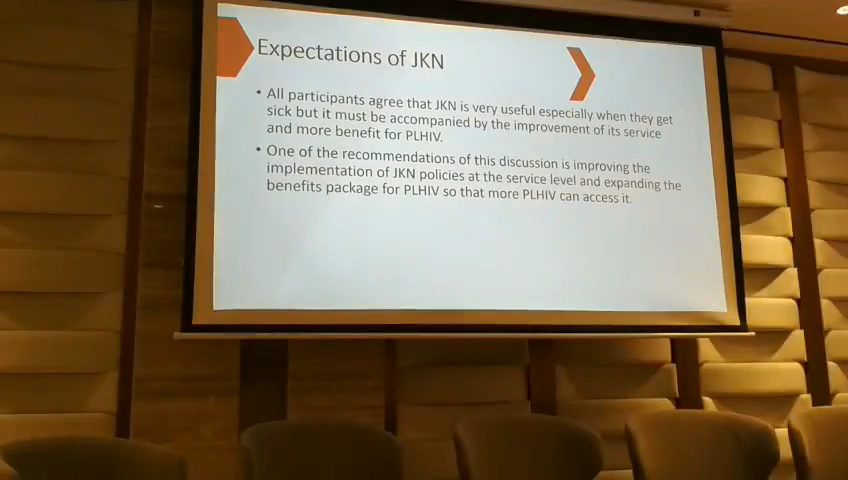 Expectations of JKN
• All participants agree that JKN is very useful especially when they get
sick but it must be accompanied by the improvement of its service
and more benefit for PLHIV.
• One of the recommendations of this discussion is improving the
implementation of JKN policies at the service level and expanding the
benefits package for PLHIV so that more PLHIV can access it.